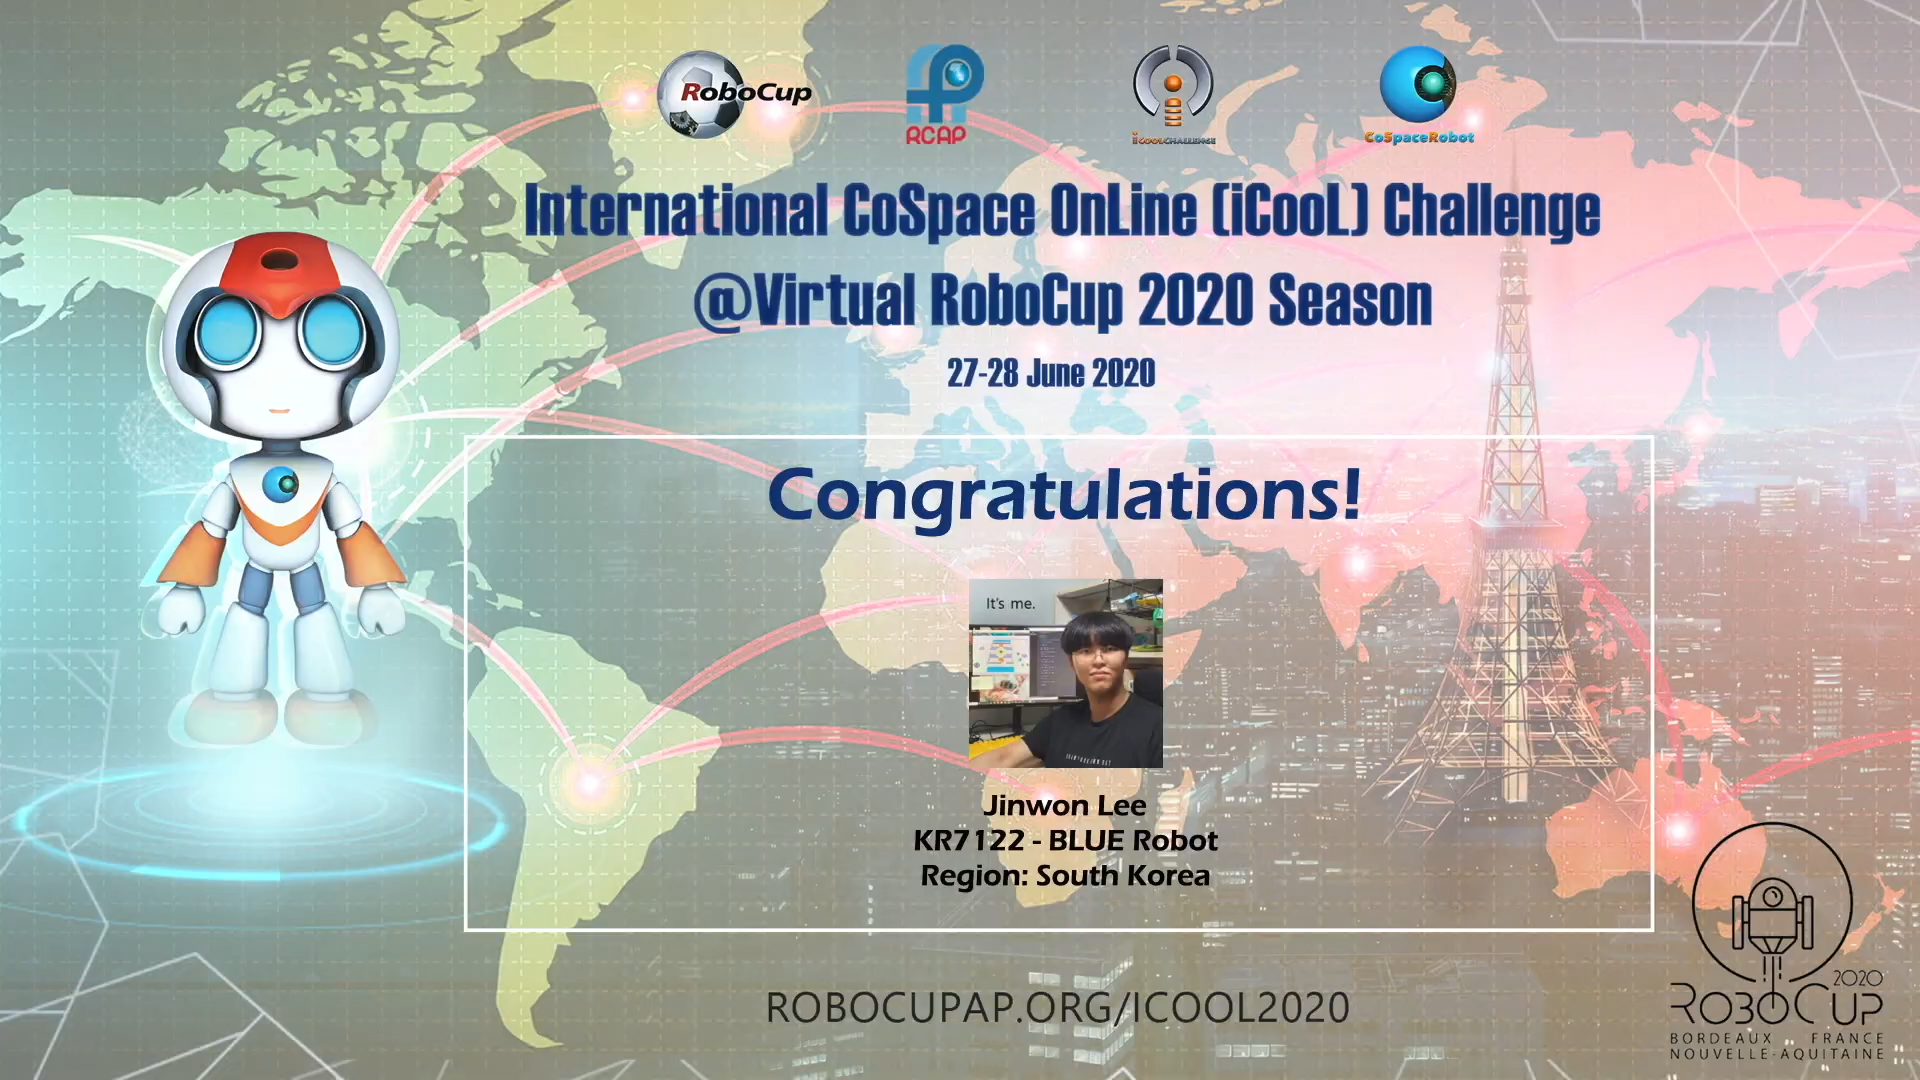 RoboCup
RCAP
iCOOLCHALLENGE
CoSpaceRobot
International CoSpace OnLine (iCooL) Challenge
@Virtual RoboCup 2020 Season
27-28 June 2020
Congratulations!
It's me.
Jinwon Lee
KR7122 - BLUE Robot
Region: South Korea
ROBOCUPAP.ORG/ICOOL2020
2020
ROBOCUP
BORDEAUX FRANCE
NOUVELLE-AQUITAINE